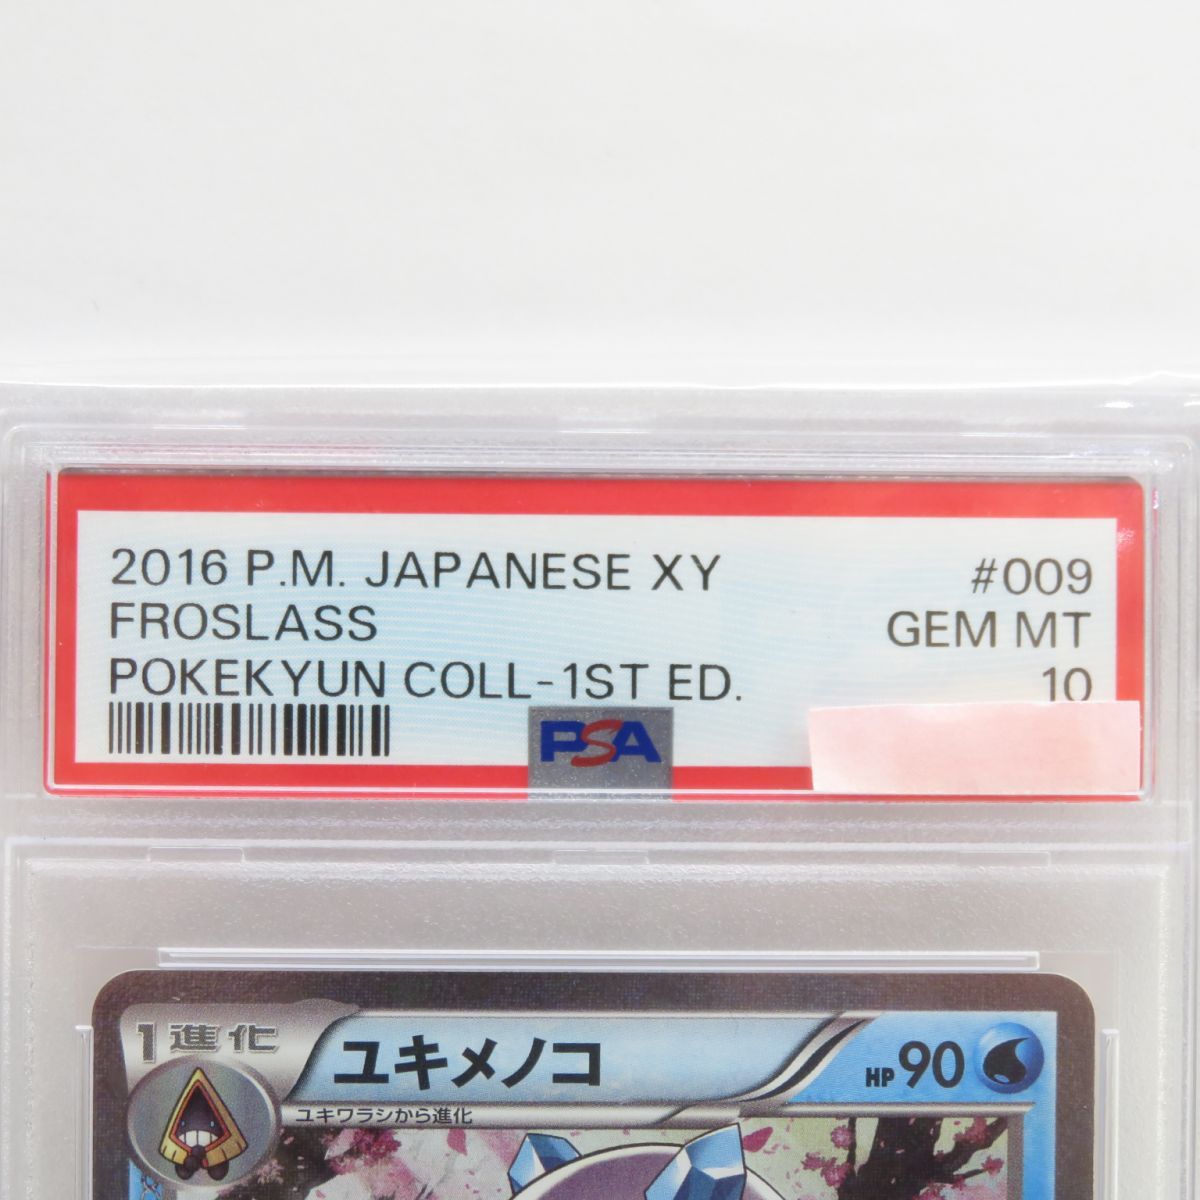 2016 P.M. JAPANESE XY #009
FROSLASS GEM MT
POKEKYUN COLL-1ST ED. 10
PSA
1進化 ユキメノコ HP90
ユキワラシから進化